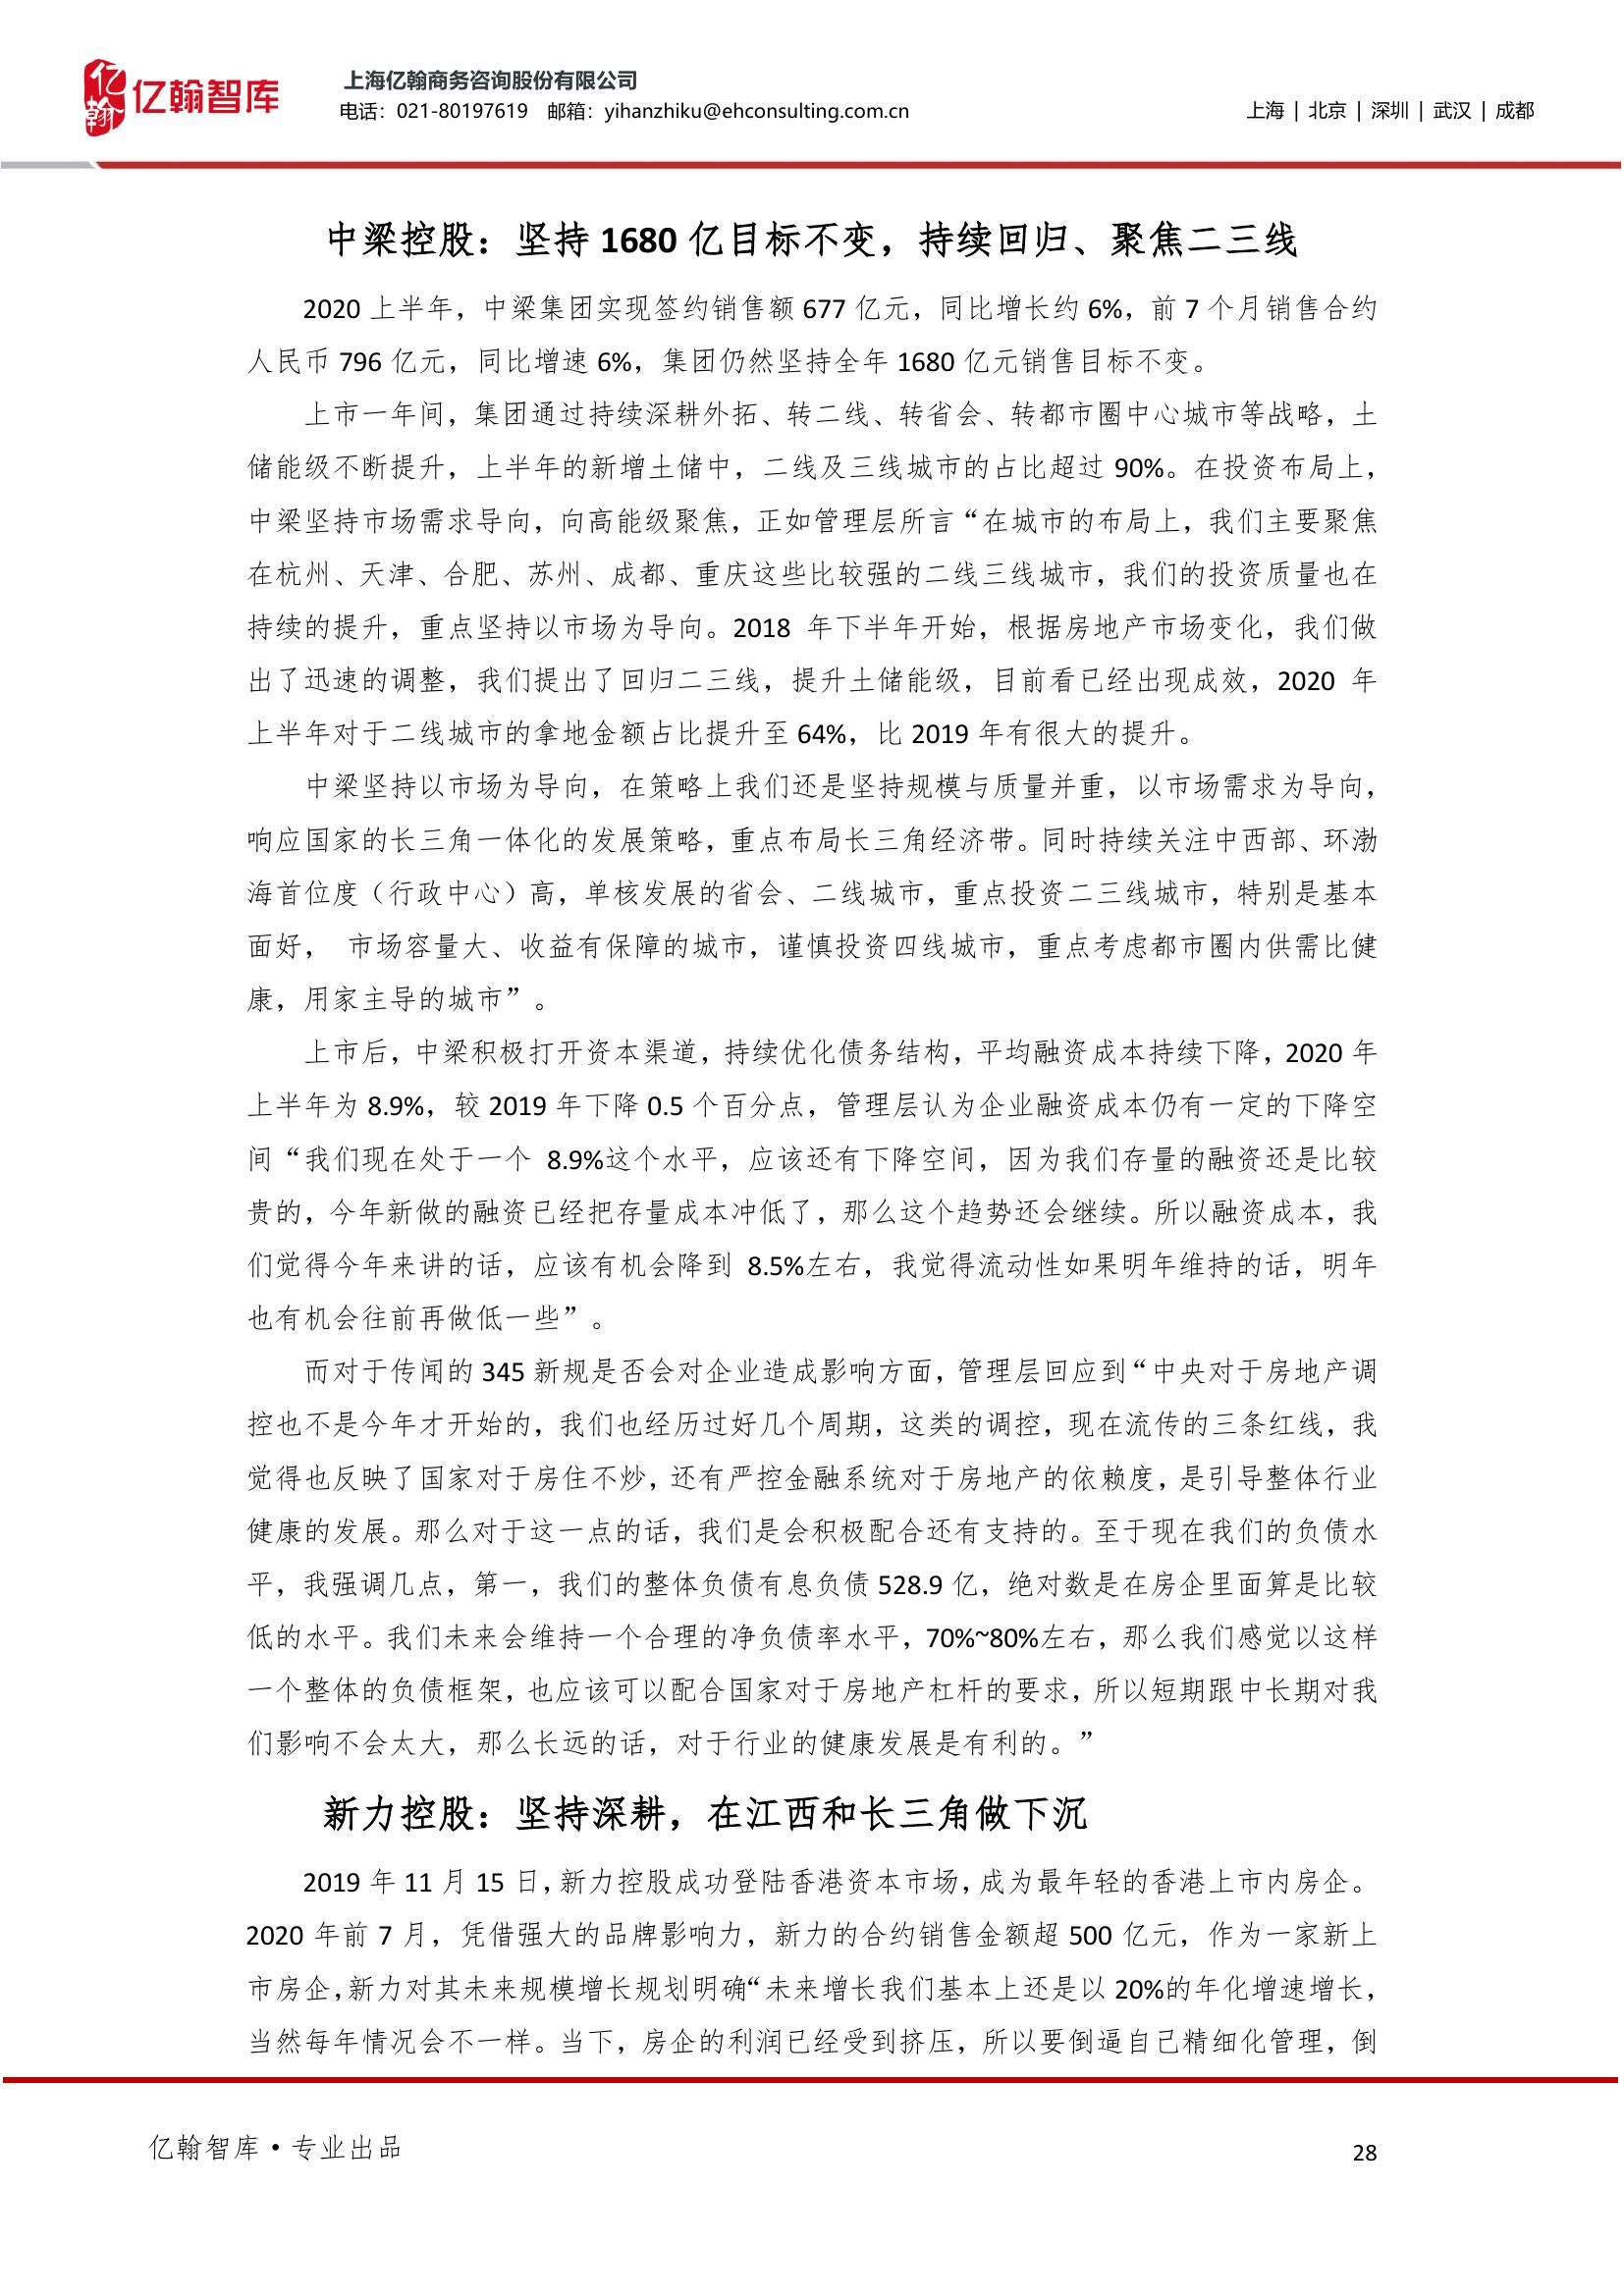 亿翰
亿翰智库
上海亿翰商务咨询股份有限公司
电话：021-80197619 邮箱：yihanzhiku@ehconsulting.com.cn
上海 | 北京 | 深圳 | 武汉 | 成都
中梁控股：坚持 1680 亿目标不变，持续回归、聚焦二三线
2020 上半年，中梁集团实现签约销售额 677 亿元，同比增长约 6%，前 7 个月销售合约
人民币 796 亿元，同比增速 6%，集团仍然坚持全年 1680 亿元销售目标不变。
上市一年间，集团通过持续深耕外拓、转二线、转省会、转都市圈中心城市等战略，土
储能级不断提升，上半年的新增土储中，二线及三线城市的占比超过 90%。在投资布局上，
中梁坚持市场需求导向，向高能级聚焦，正如管理层所言“在城市的布局上，我们主要聚焦
在杭州、天津、合肥、苏州、成都、重庆这些比较强的二线三线城市，我们的投资质量也在
持续的提升，重点坚持以市场为导向。2018 年下半年开始，根据房地产市场变化，我们做
出了迅速的调整，我们提出了回归二三线，提升土储能级，目前看已经出现成效，2020 年
上半年对于二线城市的拿地金额占比提升至 64%，比 2019 年有很大的提升。
中梁坚持以市场为导向，在策略上我们还是坚持规模与质量并重，以市场需求为导向，
响应国家的长三角一体化的发展策略，重点布局长三角经济带。同时持续关注中西部、环渤
海首位度（行政中心）高，单核发展的省会、二线城市，重点投资二三线城市，特别是基本
面好， 市场容量大、收益有保障的城市，谨慎投资四线城市，重点考虑都市圈内供需比健
康，用家主导的城市”。
上市后，中梁积极打开资本渠道，持续优化债务结构，平均融资成本持续下降，2020 年
上半年为 8.9%，较 2019 年下降 0.5 个百分点，管理层认为企业融资成本仍有一定的下降空
间“我们现在处于一个 8.9%这个水平，应该还有下降空间，因为我们存量的融资还是比较
贵的，今年新做的融资已经把存量成本冲低了，那么这个趋势还会继续。所以融资成本，我
们觉得今年来讲的话，应该有机会降到 8.5%左右，我觉得流动性如果明年维持的话，明年
也有机会往前再做低一些”。
而对于传闻的 345 新规是否会对企业造成影响方面，管理层回应到“中央对于房地产调
控也不是今年才开始的，我们也经历过好几个周期，这类的调控，现在流传的三条红线，我
觉得也反映了国家对于房住不炒，还有严控金融系统对于房地产的依赖度，是引导整体行业
健康的发展。那么对于这一点的话，我们是会积极配合还有支持的。至于现在我们的负债水
平，我强调几点，第一，我们的整体负债有息负债 528.9 亿，绝对数是在房企里面算是比较
低的水平。我们未来会维持一个合理的净负债率水平，70%~80%左右，那么我们感觉以这样
一个整体的负债框架，也应该可以配合国家对于房地产杠杆的要求，所以短期跟中长期对我
们影响不会太大，那么长远的话，对于行业的健康发展是有利的。”
新力控股：坚持深耕，在江西和长三角做下沉
2019 年 11 月 15 日，新力控股成功登陆香港资本市场，成为最年轻的香港上市内房企。
2020 年前 7 月，凭借强大的品牌影响力，新力的合约销售金额超 500 亿元，作为一家新上
市房企，新力对其未来规模增长规划明确“未来增长我们基本上还是以 20%的年化增速增长，
当然每年情况会不一样。当下，房企的利润已经受到挤压，所以要倒逼自己精细化管理，倒
亿翰智库·专业出品
28